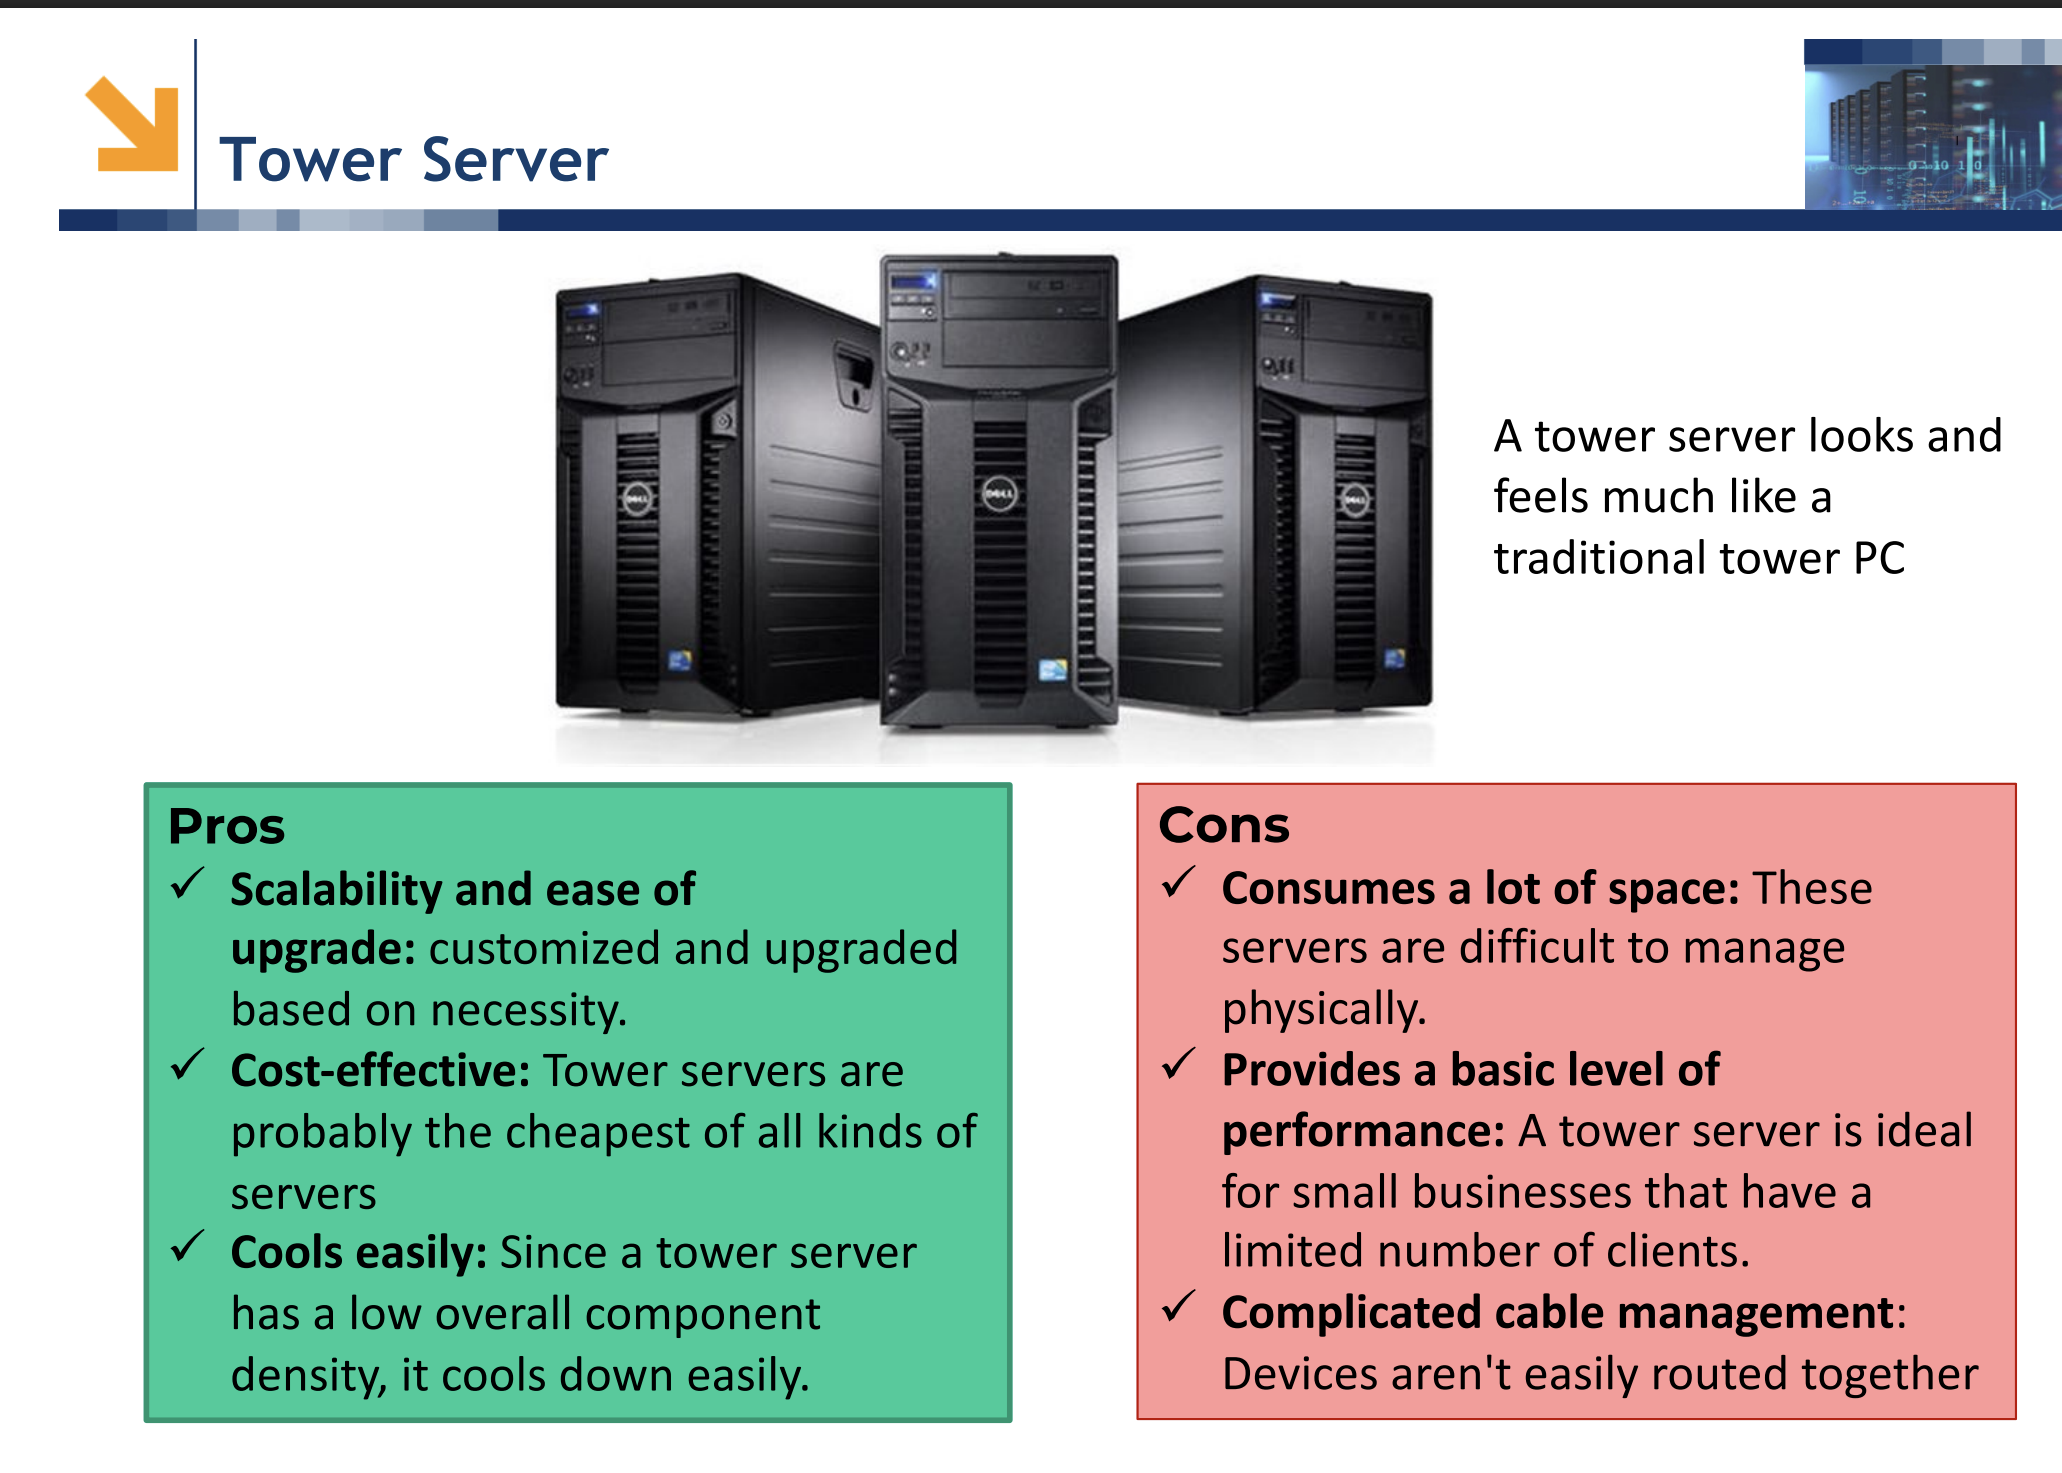 Tower Server
A tower server looks and
feels much like a
traditional tower PC
DELL
DELL
DELL
Pros
✓ Scalability and ease of
upgrade: customized and upgraded
based on necessity.
✓ Cost-effective: Tower servers are
probably the cheapest of all kinds of
servers
✓ Cools easily: Since a tower server
has a low overall component
density, it cools down easily.
Cons
✓ Consumes a lot of space: These
servers are difficult to manage
physically.
✓ Provides a basic level of
performance: A tower server is ideal
for small businesses that have a
limited number of clients.
✓ Complicated cable management:
Devices aren't easily routed together